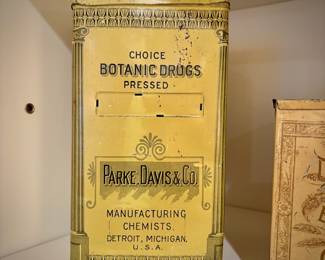 CHOICE
BOTANIC DRUGS
PRESSED
PARKE, DAVIS & CO.
MANUFACTURING
CHEMISTS.
DETROIT, MICHIGAN,
U.S.A.